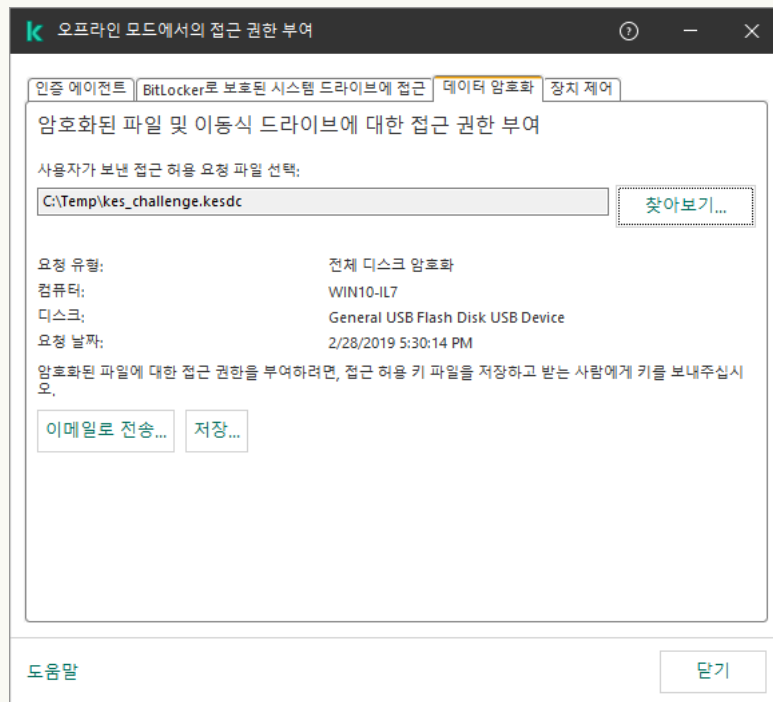 오프라인 모드에서의 접근 권한 부여
인증 에이전트 BitLocker로 보호된 시스템 드라이브에 접근 데이터 암호화 장치 제어
암호화된 파일 및 이동식 드라이브에 대한 접근 권한 부여
사용자가 보낸 접근 허용 요청 파일 선택:
C:\Temp\kes_challenge.kesdc 찾아보기...
요청 유형: 전체 디스크 암호화
컴퓨터: WIN10-IL7
디스크: General USB Flash Disk USB Device
요청 날짜: 2/28/2019 5:30:14 PM
암호화된 파일에 대한 접근 권한을 부여하려면, 접근 허용 키 파일을 저장하고 받는 사람에게 키를 보내주십시
오.
이메일로 전송... 저장...
도움말 닫기